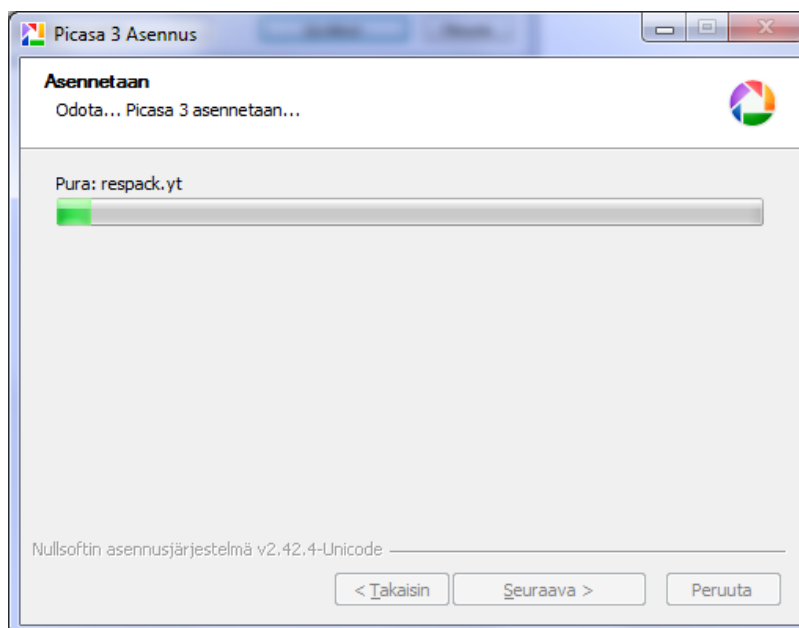 Picasa 3 Asennus
Asennetaan
Odota... Picasa 3 asennetaan...
Pura: respack.yt
Nullsoftin asennusjärjestelmä v2.42.4-Unicode
< Takaisin
Seuraava >
Peruuta